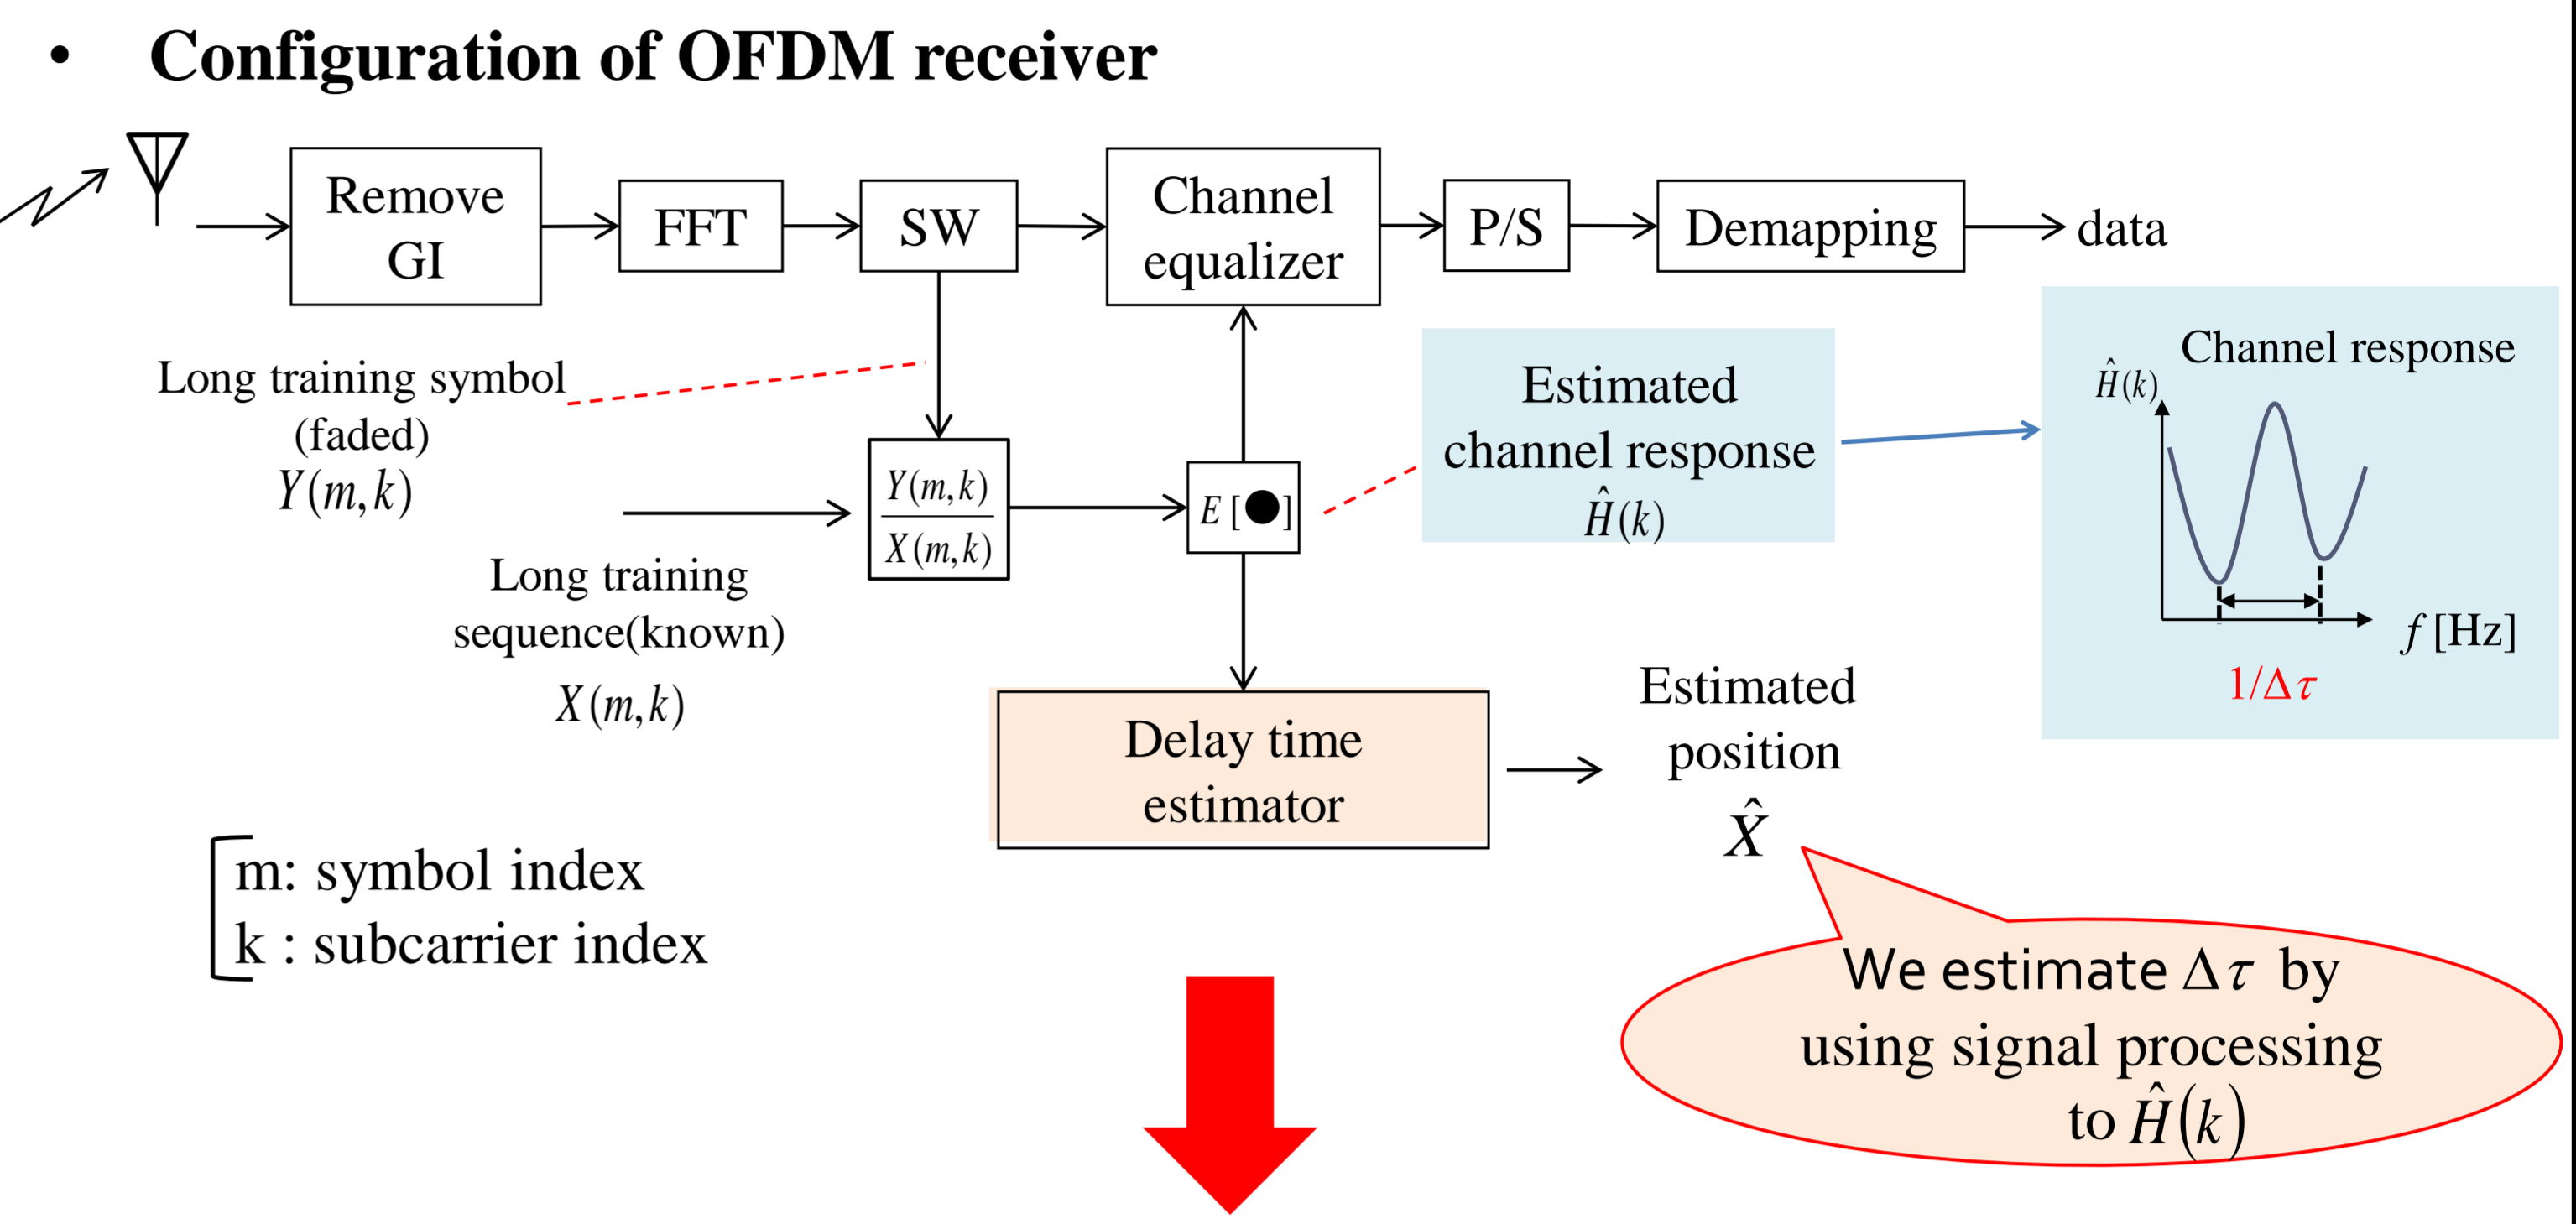 • Configuration of OFDM receiver
Remove
GI
FFT
SW
Channel
equalizer
P/S
Demapping
data
Long training symbol
(faded)
Y(m,k)
Long training
sequence(known)
X(m,k)
Y(m,k)
X(m,k)
E[●]
Estimated
channel response
Ĥ(k)
Channel response
Ĥ(k)
f [Hz]
1/Δτ
Delay time
estimator
Estimated
position
X̂
m: symbol index
k : subcarrier index
We estimate Δτ by
using signal processing
to Ĥ(k)